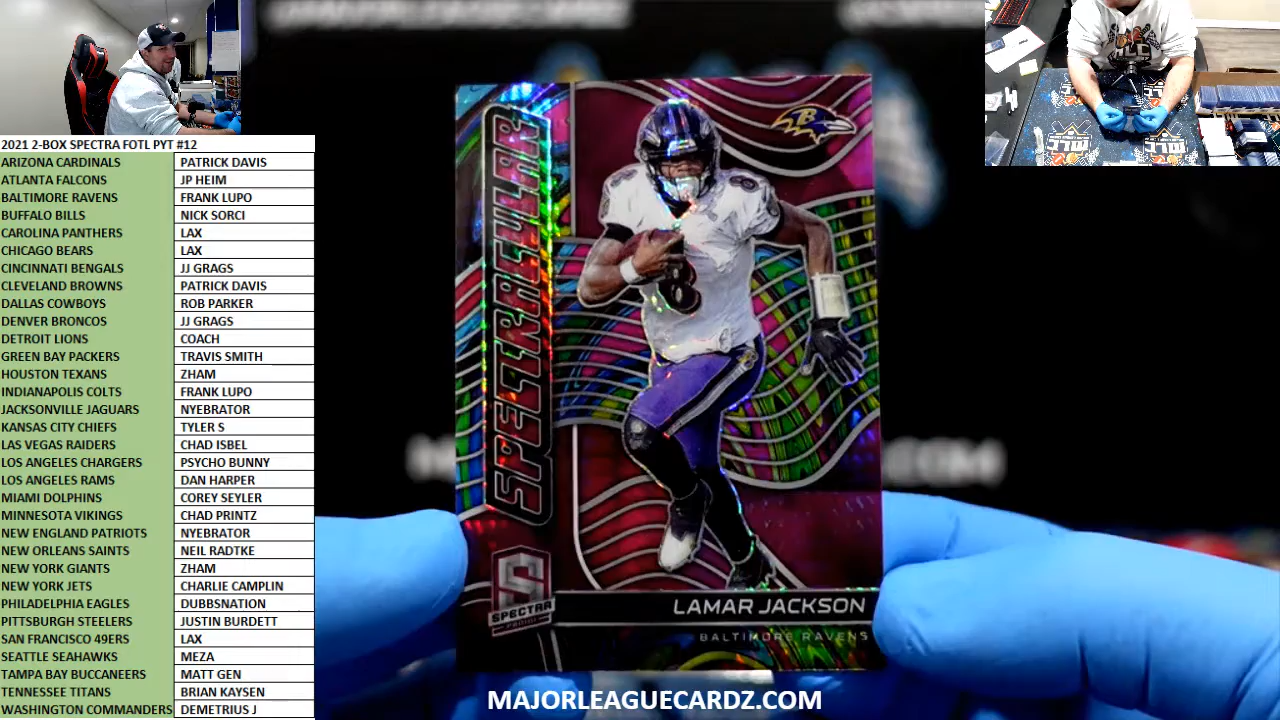 2021 2-BOX SPECTRA FOTL PYT #12
ARIZONA CARDINALS PATRICK DAVIS
ATLANTA FALCONS JP HEIM
BALTIMORE RAVENS FRANK LUPO
BUFFALO BILLS NICK SORCI
CAROLINA PANTHERS LAX
CHICAGO BEARS LAX
CINCINNATI BENGALS JJ GRAGS
CLEVELAND BROWNS PATRICK DAVIS
DALLAS COWBOYS ROB PARKER
DENVER BRONCOS JJ GRAGS
DETROIT LIONS COACH
GREEN BAY PACKERS TRAVIS SMITH
HOUSTON TEXANS ZHAM
INDIANAPOLIS COLTS FRANK LUPO
JACKSONVILLE JAGUARS NYEBRATOR
KANSAS CITY CHIEFS TYLER S
LAS VEGAS RAIDERS CHAD ISBEL
LOS ANGELES CHARGERS PSYCHO BUNNY
LOS ANGELES RAMS DAN HARPER
MIAMI DOLPHINS COREY SEYLER
MINNESOTA VIKINGS CHAD PRINTZ
NEW ENGLAND PATRIOTS NYEBRATOR
NEW ORLEANS SAINTS NEIL RADTKE
NEW YORK GIANTS ZHAM
NEW YORK JETS CHARLIE CAMPLIN
PHILADELPHIA EAGLES DUBBSNATION
PITTSBURGH STEELERS JUSTIN BURDETT
SAN FRANCISCO 49ERS LAX
SEATTLE SEAHAWKS MEZA
TAMPA BAY BUCCANEERS MATT GEN
TENNESSEE TITANS BRIAN KAYSEN
WASHINGTON COMMANDERS DEMETRIUS J
SPECTRACULAR
B
8
8
S
SPECTRA
PANINI
LAMAR JACKSON
BALTIMORE RAVENS
.COM
MLC
MLC
MLC
MAJORLEAGUECARDZ.COM